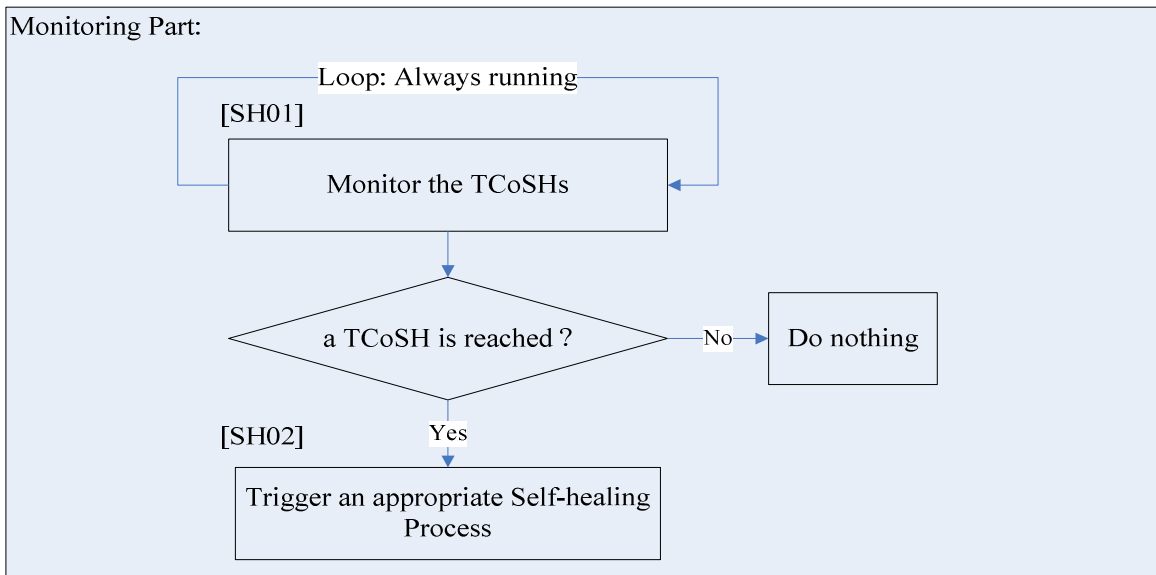 Monitoring Part:
Loop: Always running
[SH01]
Monitor the TCoSHs
a TCoSH is reached ?
No
Do nothing
Yes
[SH02]
Trigger an appropriate Self-healing
Process